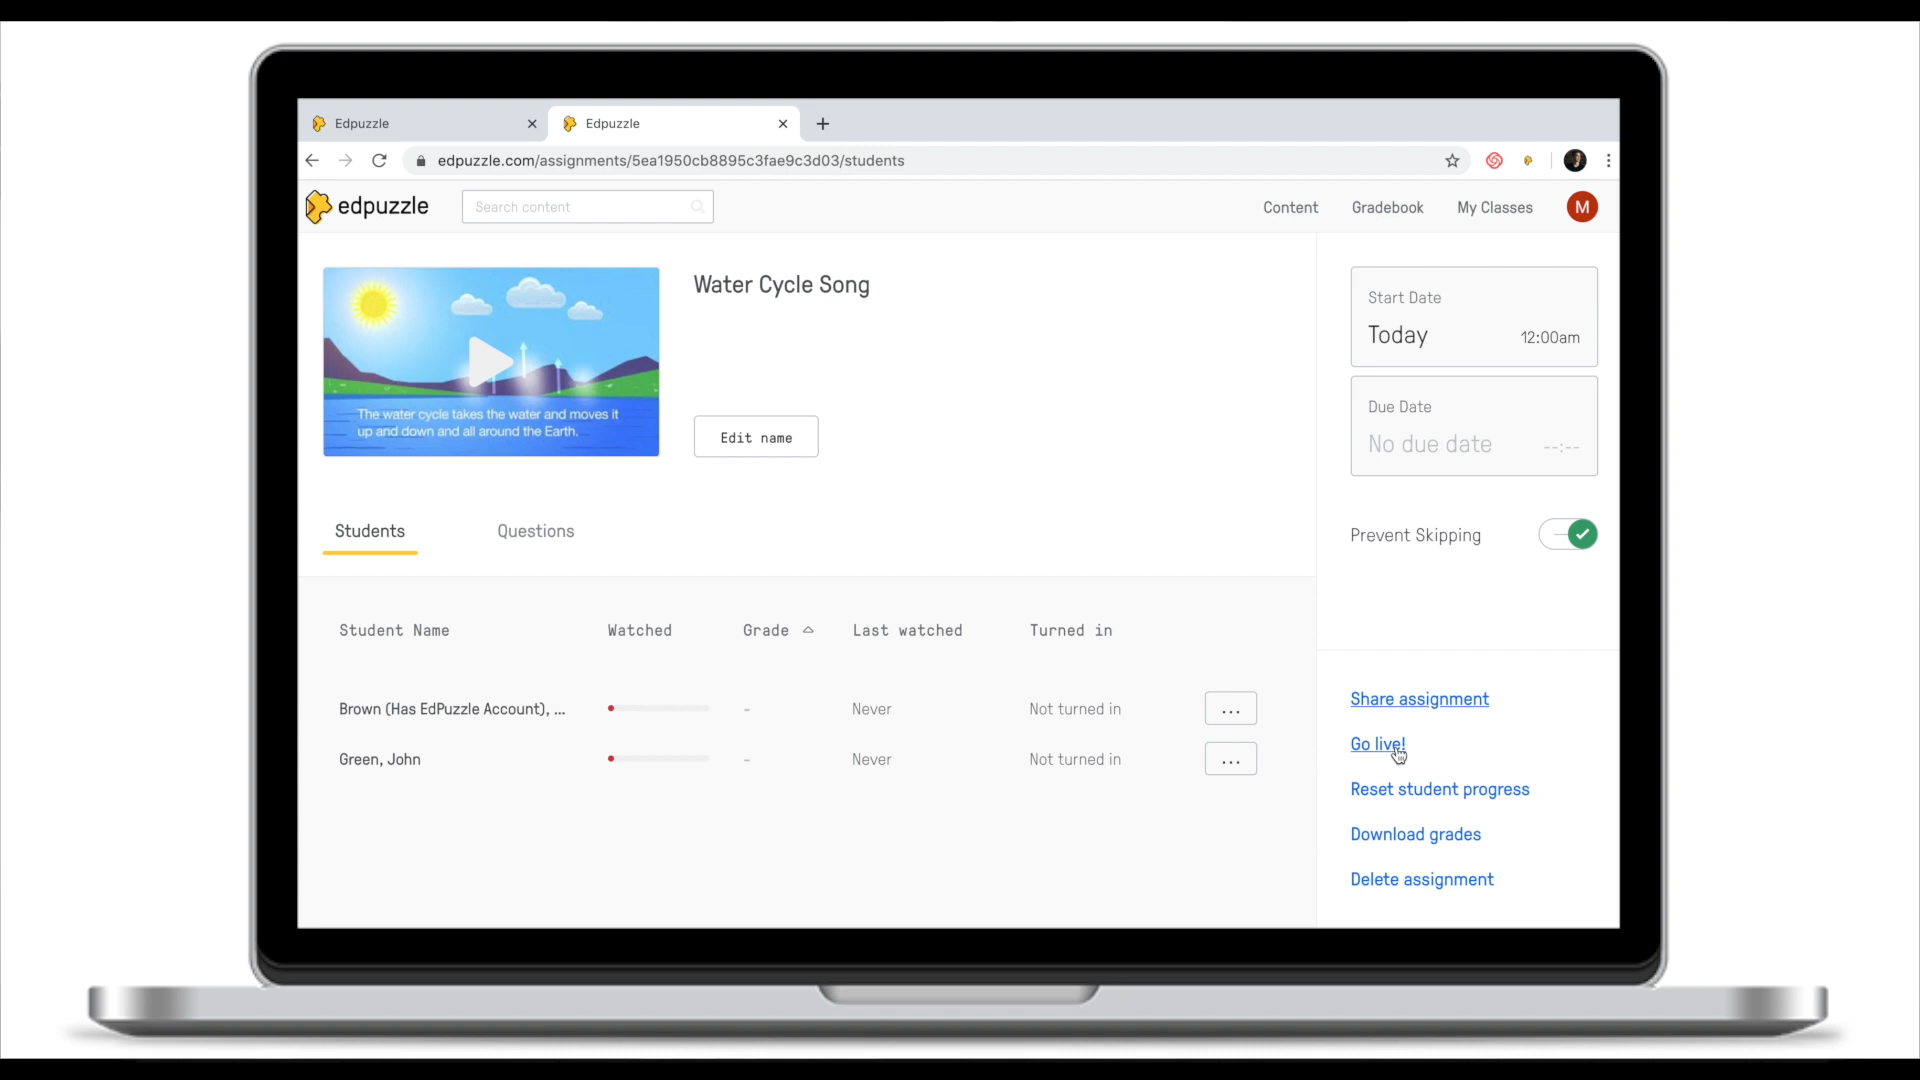 Edpuzzle
Edpuzzle
edpuzzle.com/assignments/5ea1950cb8895c3fae9c3d03/students
edpuzzle
Search content
Content
Gradebook
My Classes
M
The water cycle takes the water and moves it
up and down and all around the Earth.
Water Cycle Song
Edit name
Start Date
Today 12:00am
Due Date
No due date --:--
Prevent Skipping
Students
Questions
Student Name Watched Grade Last watched Turned in
Brown (Has EdPuzzle Account), ... - Never Not turned in ...
Green, John - Never Not turned in ...
Share assignment
Go live!
Reset student progress
Download grades
Delete assignment